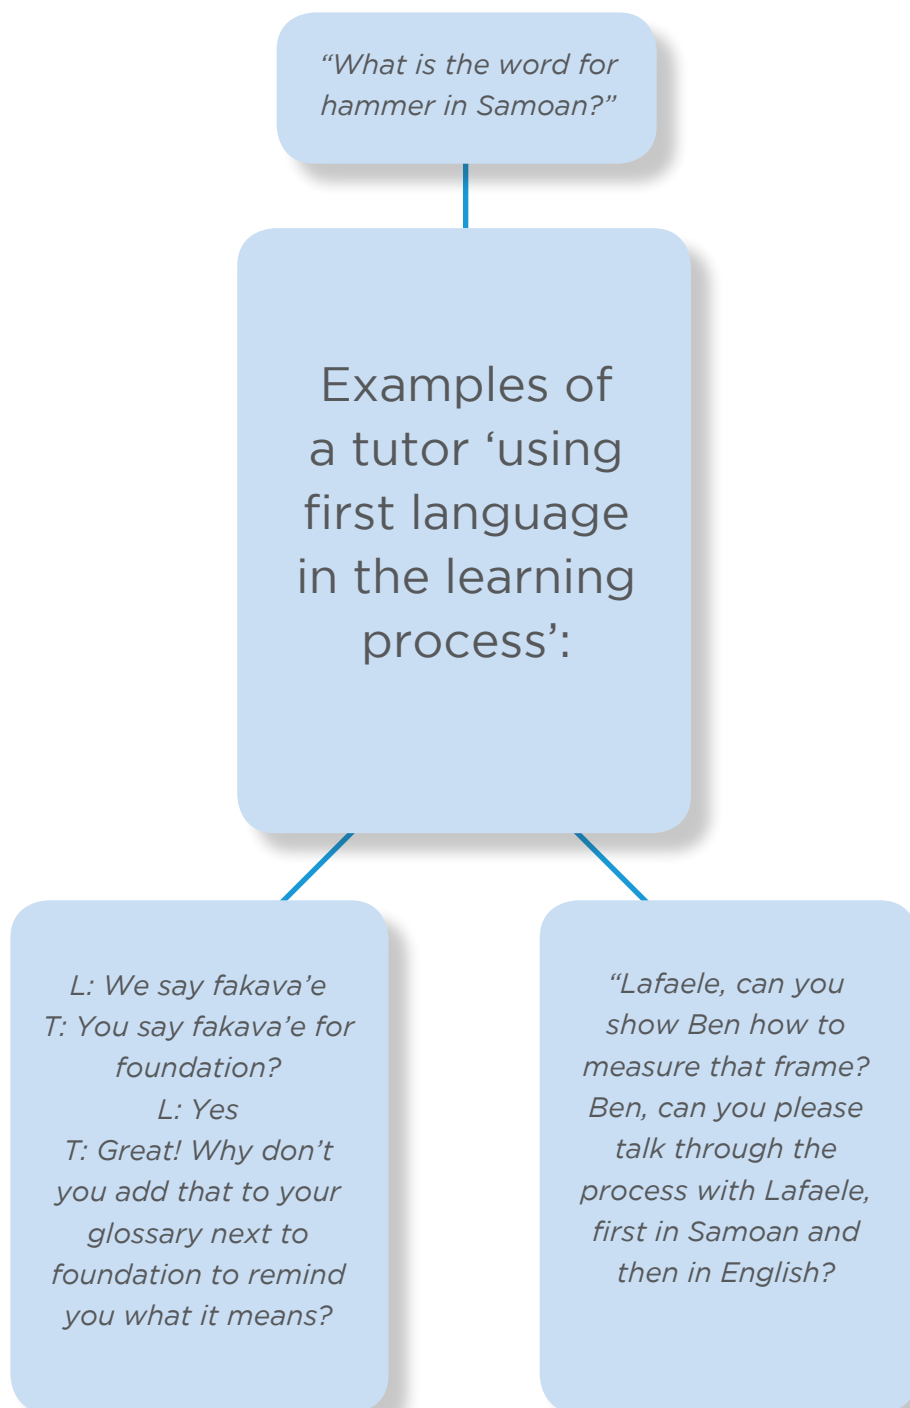 “What is the word for
hammer in Samoan?”
Examples of
a tutor ‘using
first language
in the learning
process’:
L: We say fakava’e
T: You say fakava’e for
foundation?
L: Yes
T: Great! Why don’t
you add that to your
glossary next to
foundation to remind
you what it means?
“Lafaele, can you
show Ben how to
measure that frame?
Ben, can you please
talk through the
process with Lafaele,
first in Samoan and
then in English?